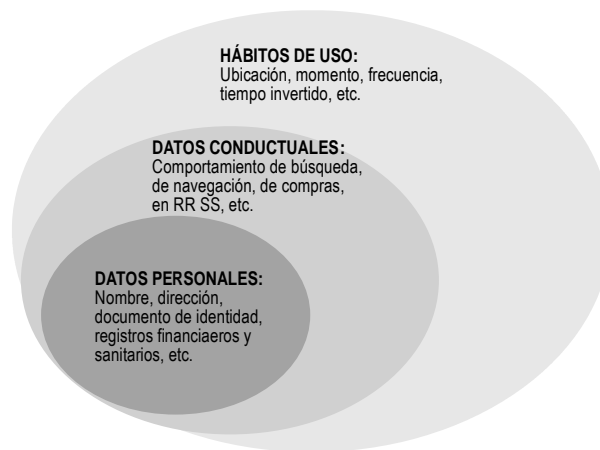 HÁBITOS DE USO:
Ubicación, momento, frecuencia,
tiempo invertido, etc.
DATOS CONDUCTUALES:
Comportamiento de búsqueda,
de navegación, de compras,
en RR SS, etc.
DATOS PERSONALES:
Nombre, dirección,
documento de identidad,
registros financiaeros y
sanitarios, etc.